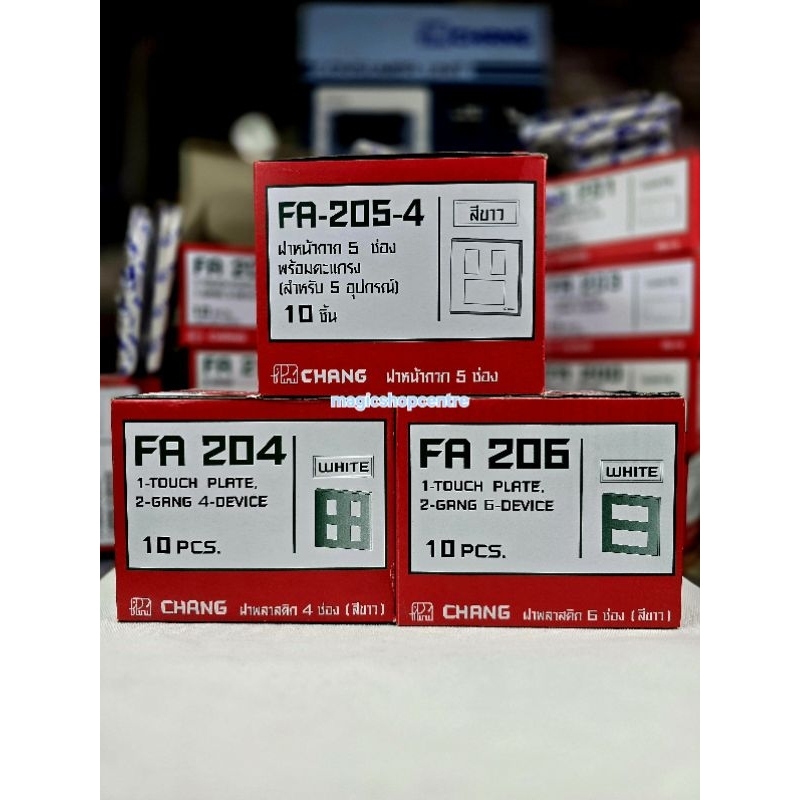 CHANG
FA-205-4
สีขาว
ฝาหน้ากาก 5 ช่อง
พร้อมตะแกรง
(สำหรับ 5 อุปกรณ์)
10 ชิ้น
CHANG ฝาหน้ากาก 5 ช่อง
magicshopcentre
FA 204
WHITE
1-TOUCH PLATE,
2-GANG 4-DEVICE
10 PCS.
CHANG ฝาพลาสติก 4 ช่อง (สีขาว)
FA 206
WHITE
1-TOUCH PLATE,
2-GANG 6-DEVICE
10 PCS.
CHANG ฝาพลาสติก 6 ช่อง (สีขาว)
FA 203